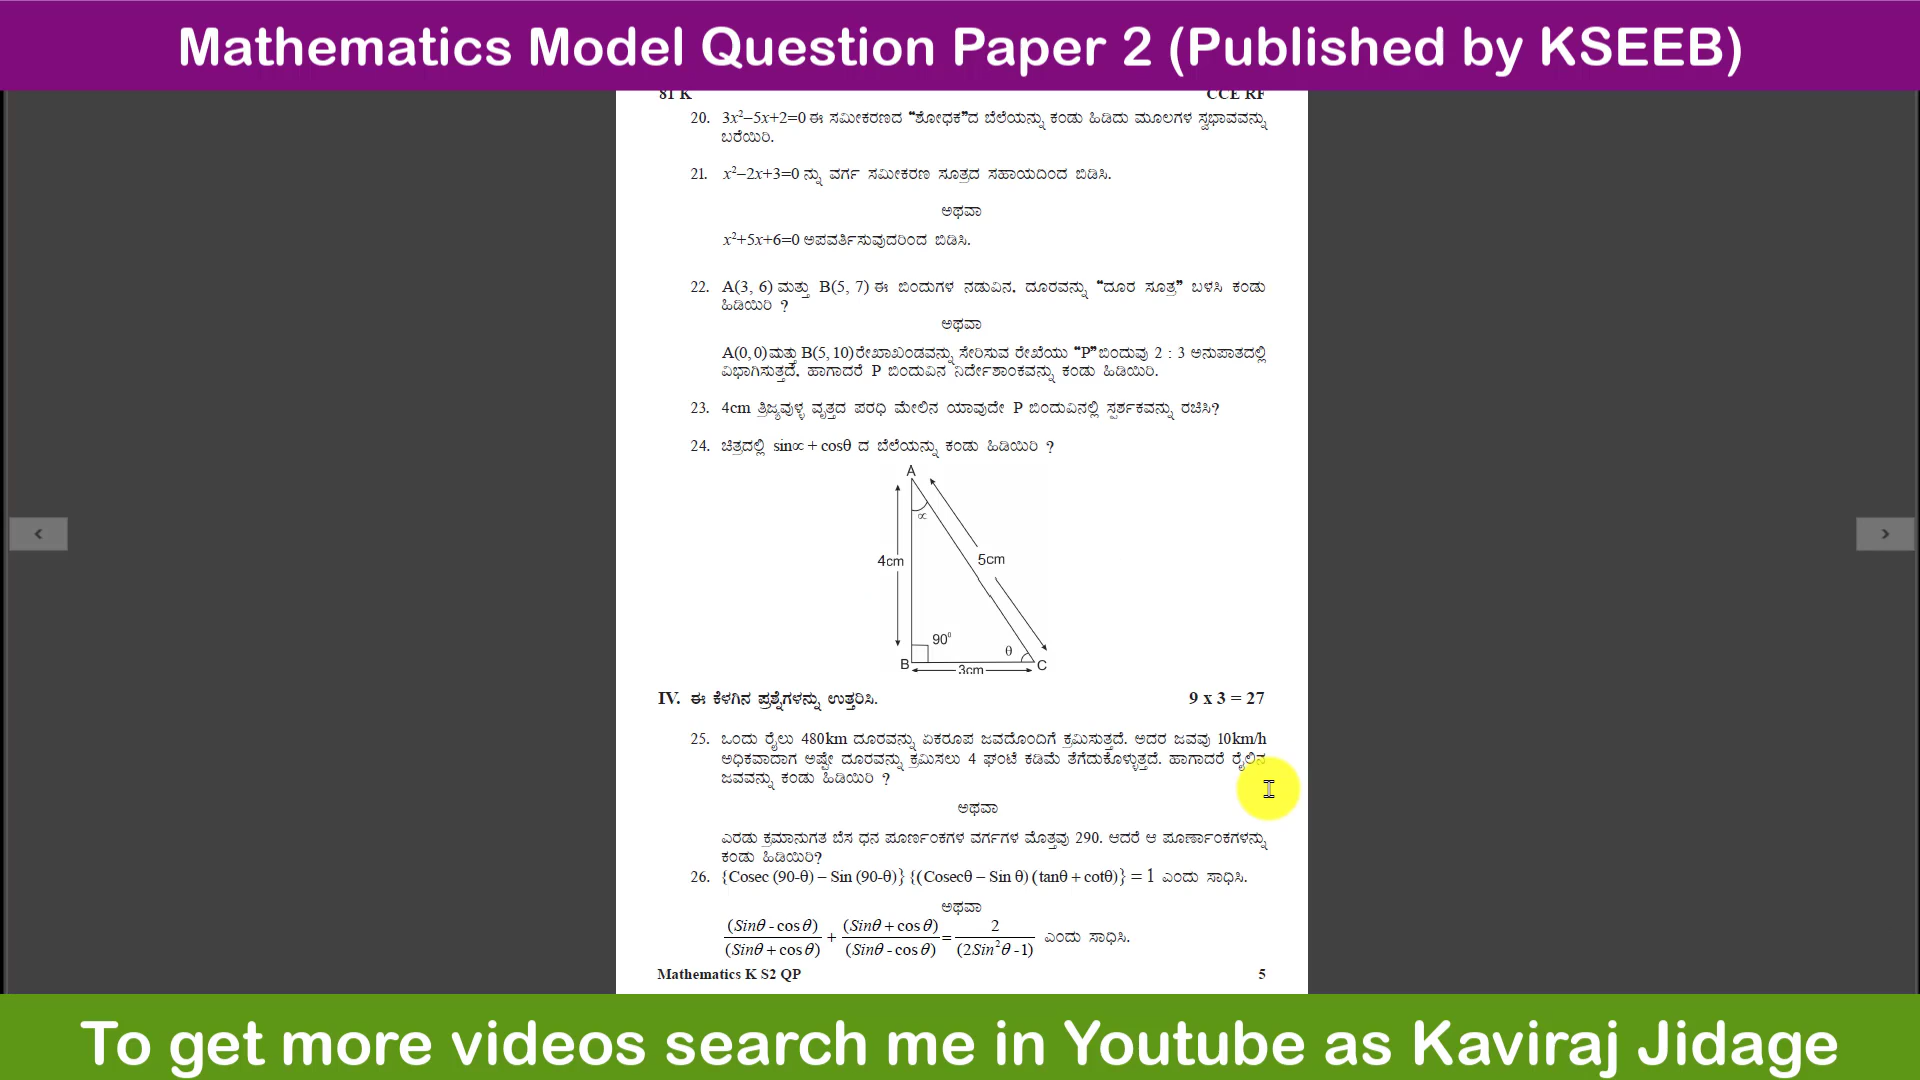 Mathematics Model Question Paper 2 (Published by KSEEB)
81 K CCE RF
20. 3x²–5x+2=0 ಈ ಸಮೀಕರಣದ “ಶೋಧಕ”ದ ಬೆಲೆಯನ್ನು ಕಂಡು ಹಿಡಿದು ಮೂಲಗಳ ಸ್ವಭಾವವನ್ನು
ಬರೆಯಿರಿ.
21. x²–2x+3=0 ನ್ನು ವರ್ಗ ಸಮೀಕರಣ ಸೂತ್ರದ ಸಹಾಯದಿಂದ ಬಿಡಿಸಿ.
ಅಥವಾ
x²+5x+6=0 ಅಪವರ್ತಿಸುವುದರಿಂದ ಬಿಡಿಸಿ.
22. A(3, 6) ಮತ್ತು B(5, 7) ಈ ಬಿಂದುಗಳ ನಡುವಿನ, ದೂರವನ್ನು “ದೂರ ಸೂತ್ರ” ಬಳಸಿ ಕಂಡು
ಹಿಡಿಯಿರಿ ?
ಅಥವಾ
A(0, 0) ಮತ್ತು B(5, 10) ರೇಖಾಖಂಡವನ್ನು ಸೇರಿಸುವ ರೇಖೆಯು “P” ಬಿಂದುವು 2 : 3 ಅನುಪಾತದಲ್ಲಿ
ವಿಭಾಗಿಸುತ್ತದೆ, ಹಾಗಾದರೆ P ಬಿಂದುವಿನ ನಿರ್ದೇಶಾಂಕವನ್ನು ಕಂಡು ಹಿಡಿಯಿರಿ.
23. 4cm ತ್ರಿಜ್ಯವುಳ್ಳ ವೃತ್ತದ ಪರಧಿ ಮೇಲಿನ ಯಾವುದೇ P ಬಿಂದುವಿನಲ್ಲಿ ಸ್ಪರ್ಶಕವನ್ನು ರಚಿಸಿ?
24. ಚಿತ್ರದಲ್ಲಿ sin∝ + cosθ ದ ಬೆಲೆಯನ್ನು ಕಂಡು ಹಿಡಿಯಿರಿ ?
A
∝
4cm 5cm
90⁰
θ
B 3cm C
IV. ಈ ಕೆಳಗಿನ ಪ್ರಶ್ನೆಗಳನ್ನು ಉತ್ತರಿಸಿ. 9 x 3 = 27
25. ಒಂದು ರೈಲು 480km ದೂರವನ್ನು ಏಕರೂಪ ಜವದೊಂದಿಗೆ ಕ್ರಮಿಸುತ್ತದೆ. ಅದರ ಜವವು 10km/h
ಅಧಿಕವಾದಾಗ ಅಷ್ಟೇ ದೂರವನ್ನು ಕ್ರಮಿಸಲು 4 ಘಂಟೆ ಕಡಿಮೆ ತೆಗೆದುಕೊಳ್ಳುತ್ತದೆ. ಹಾಗಾದರೆ ರೈಲಿನ
ಜವವನ್ನು ಕಂಡು ಹಿಡಿಯಿರಿ ?
ಅಥವಾ
ಎರಡು ಕ್ರಮಾನುಗತ ಬೆಸ ಧನ ಪೂರ್ಣಂಕಗಳ ವರ್ಗಗಳ ಮೊತ್ತವು 290. ಆದರೆ ಆ ಪೂರ್ಣಾಂಕಗಳನ್ನು
ಕಂಡು ಹಿಡಿಯಿರಿ?
26. {Cosec (90-θ) – Sin (90-θ)} {(Cosecθ – Sin θ) (tanθ + cotθ)} = 1 ಎಂದು ಸಾಧಿಸಿ.
ಅಥವಾ
(Sinθ - cos θ)/(Sinθ + cos θ) + (Sinθ + cos θ)/(Sinθ - cos θ) = 2/(2Sin²θ -1) ಎಂದು ಸಾಧಿಸಿ.
Mathematics K S2 QP 5
To get more videos search me in Youtube as Kaviraj Jidage